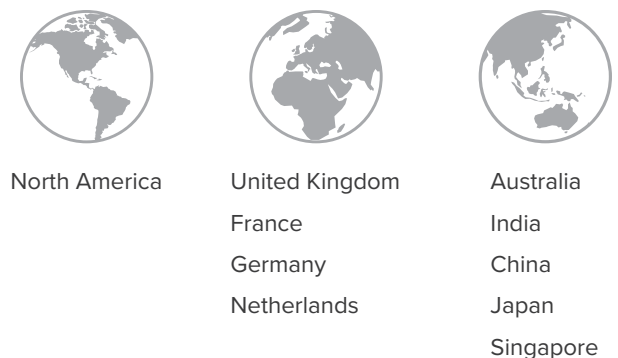 North America
United Kingdom
France
Germany
Netherlands
Australia
India
China
Japan
Singapore